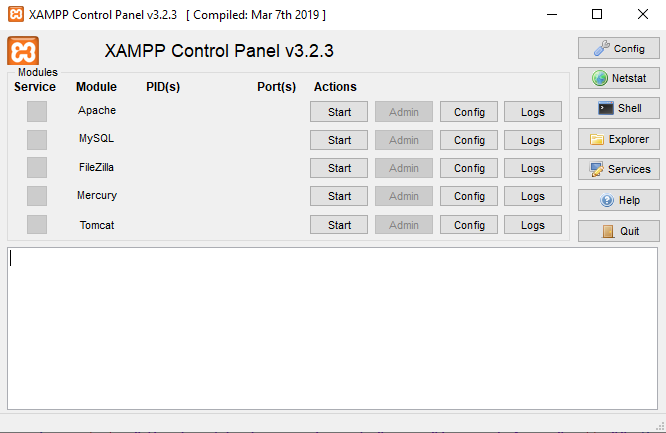 XAMPP Control Panel v3.2.3 [ Compiled: Mar 7th 2019 ]
XAMPP Control Panel v3.2.3
Config
Modules
Netstat
Service Module PID(s) Port(s) Actions
Apache Start Admin Config Logs
Shell
MySQL Start Admin Config Logs
Explorer
FileZilla Start Admin Config Logs
Services
Mercury Start Admin Config Logs
Help
Tomcat Start Admin Config Logs
Quit